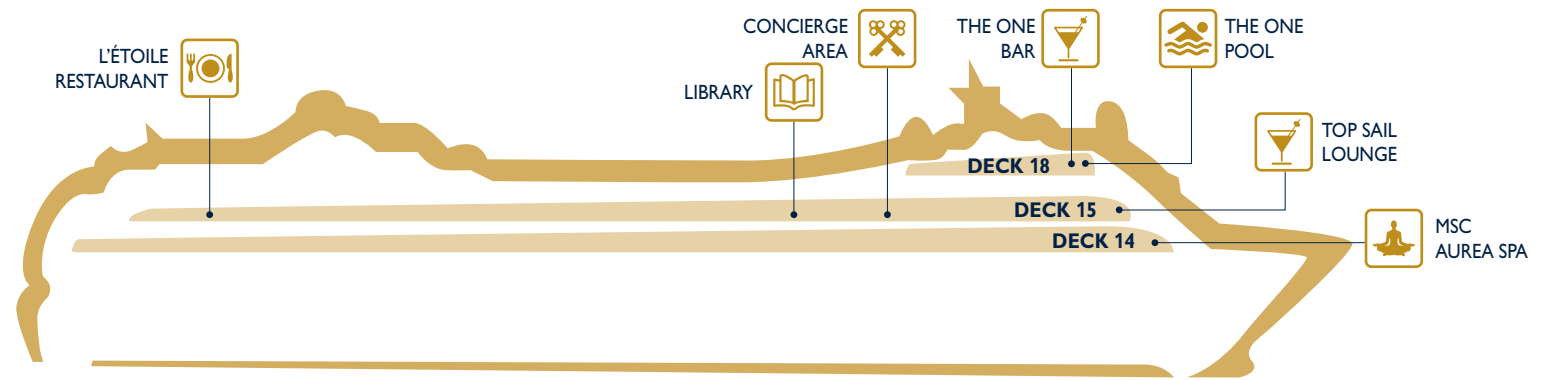 L'ÉTOILE
RESTAURANT
LIBRARY
CONCIERGE
AREA
THE ONE
BAR
THE ONE
POOL
TOP SAIL
LOUNGE
MSC
AUREA SPA
DECK 18
DECK 15
DECK 14